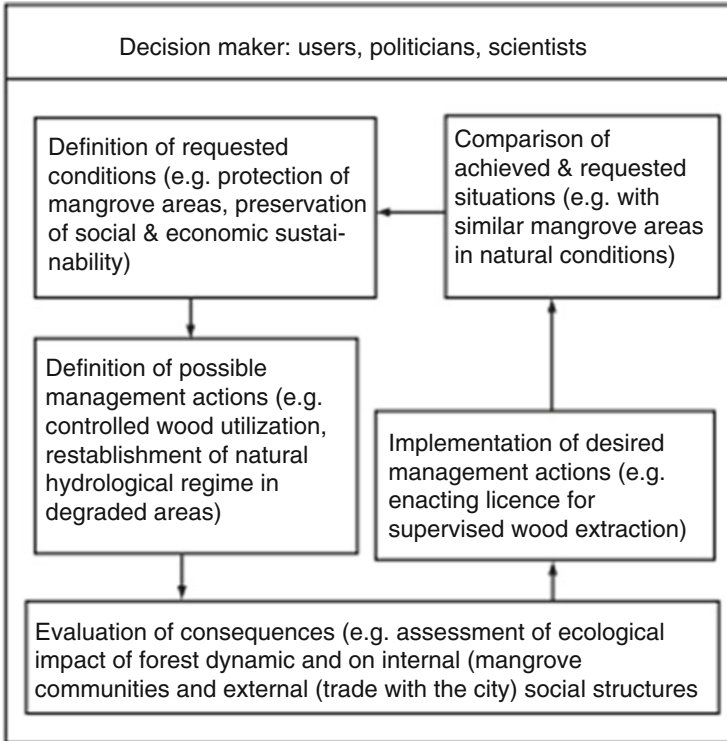 Decision maker: users, politicians, scientists
Definition of requested
conditions (e.g. protection of
mangrove areas, preservation
of social & economic sustai-
nability)
Definition of possible
management actions (e.g.
controlled wood utilization,
restablishment of natural
hydrological regime in
degraded areas)
Evaluation of consequences (e.g. assessment of ecological
impact of forest dynamic and on internal (mangrove
communities and external (trade with the city) social structures
Implementation of desired
management actions (e.g.
enacting licence for
supervised wood extraction)
Comparison of
achieved & requested
situations (e.g. with
similar mangrove areas
in natural conditions)